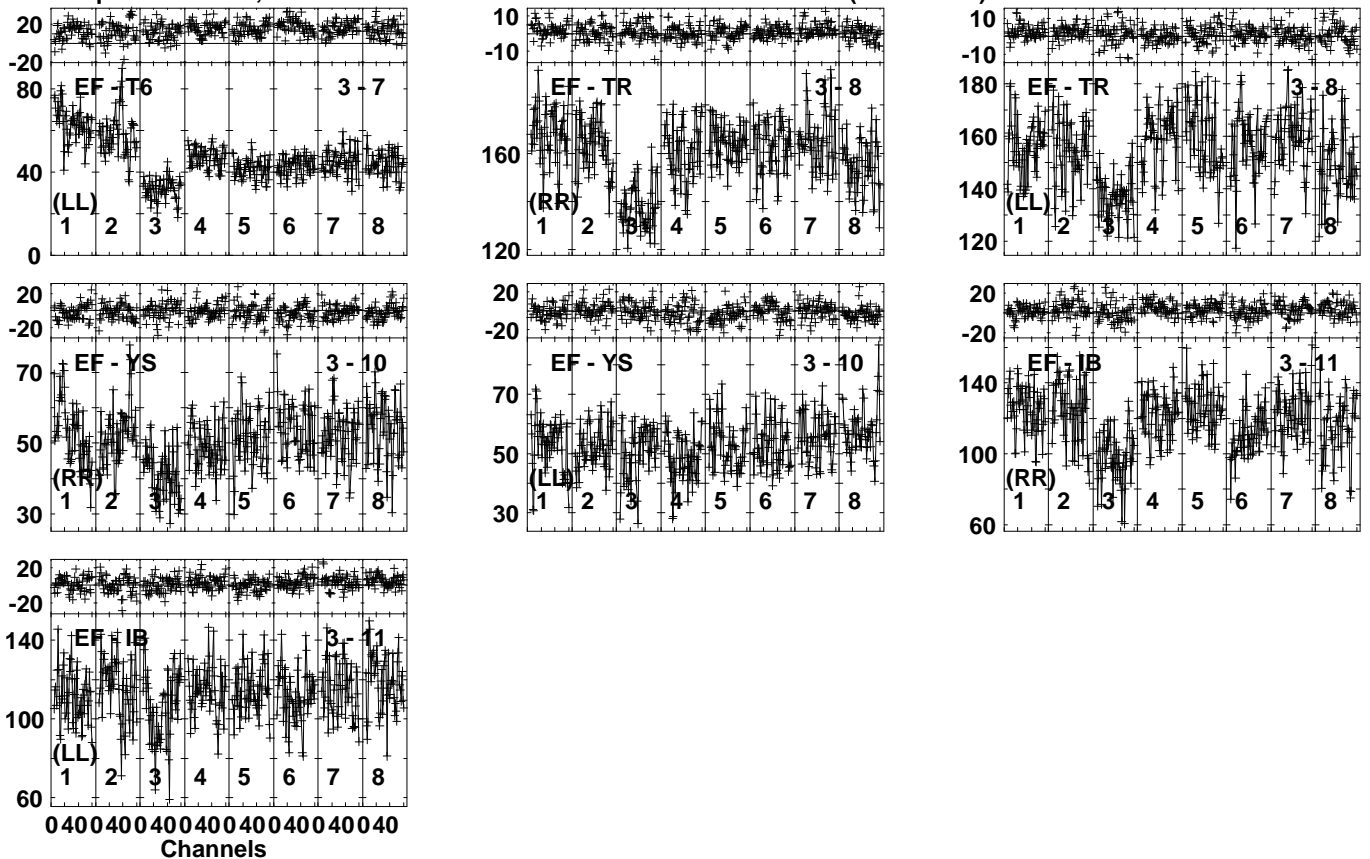 20
-20
EF - T6 3 - 7
80
40
0
(LL)
1 2 3 4 5 6 7 8
10
-10
EF - TR 3 - 8
160
120
(RR)
1 2 3 4 5 6 7 8
10
-10
EF - TR 3 - 8
180
160
140
120
(LL)
1 2 3 4 5 6 7 8
20
-20
EF - YS 3 - 10
70
50
30
(RR)
1 2 3 4 5 6 7 8
20
-20
EF - YS 3 - 10
70
50
30
(LL)
1 2 3 4 5 6 7 8
20
-20
EF - IB 3 - 11
140
100
60
(RR)
1 2 3 4 5 6 7 8
20
-20
EF - IB 3 - 11
140
100
60
(LL)
1 2 3 4 5 6 7 8
0 40 0 40 0 40 0 40 0 40 0 40 0 40 0 40
Channels